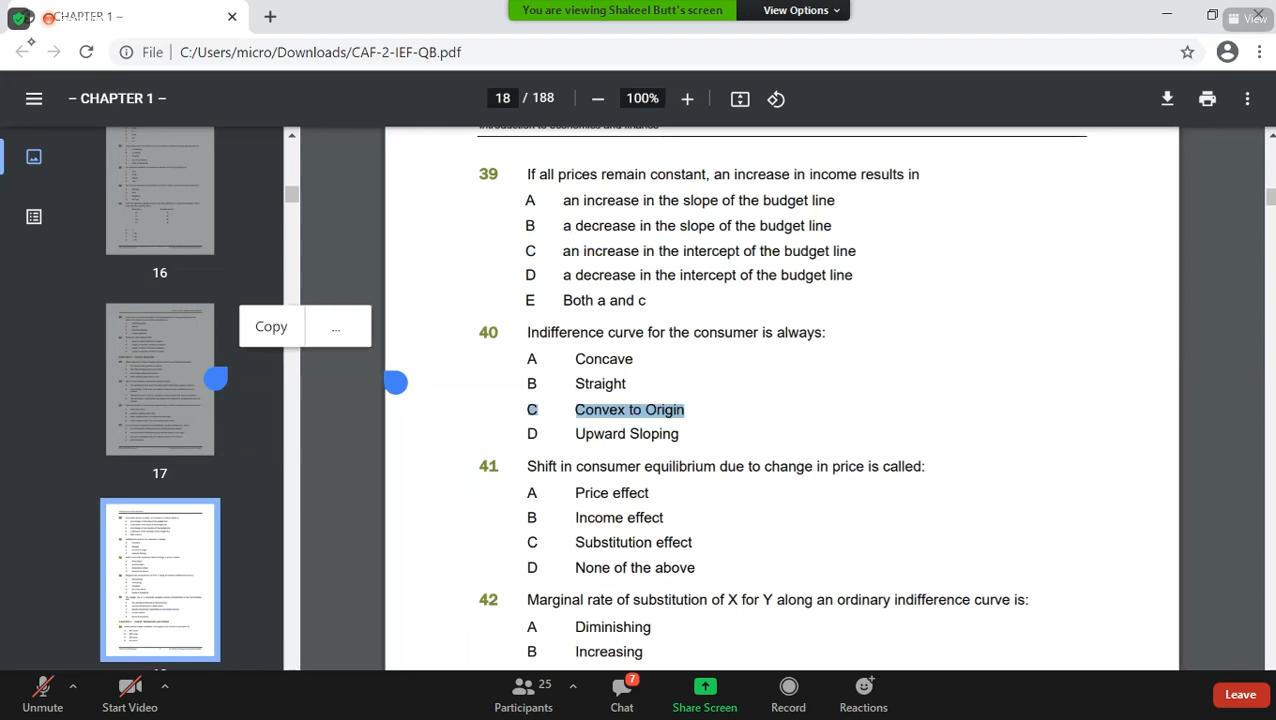 CHAPTER 1 –
You are viewing Shakeel Butt's screen
View Options
View
File C:/Users/micro/Downloads/CAF-2-IEF-QB.pdf
– CHAPTER 1 –
18 / 188
100%
Introduction to economics and finance
39 If all prices remain constant, an increase in income results in
A an increase in the slope of the budget line
B a decrease in the slope of the budget line
C an increase in the intercept of the budget line
D a decrease in the intercept of the budget line
E Both a and c
16
Copy ...
40 Indifference curve for the consumer is always:
A Concave
B Straight
C Convex to Origin
D Upward Sloping
17
41 Shift in consumer equilibrium due to change in price is called:
A Price effect
B Income effect
C Substitution effect
D None of the above
42 Marginal rate of substitution of X for Y along an ordinary indifference curve is:
A Diminishing
B Increasing
Unmute
Start Video
25
Participants
7
Chat
Share Screen
Record
Reactions
Leave